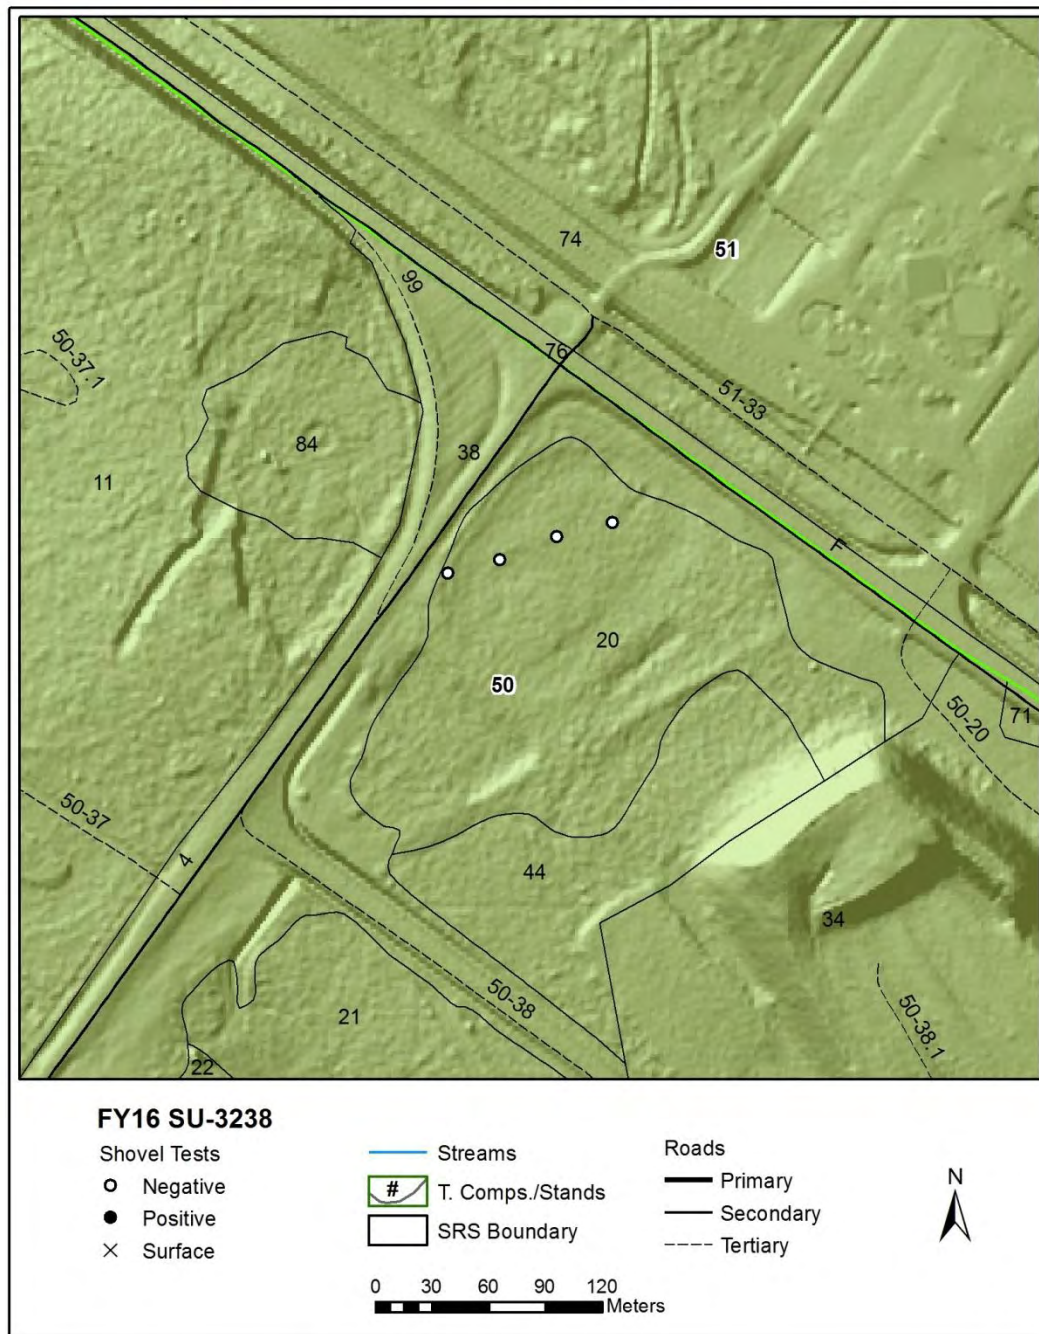 74
51
99
50-37.1
76
51-33
84
38
11
F
20
50
71
50-20
50-37
4
44
34
50-38
50-38.1
21
22
FY16 SU-3238
Shovel Tests
Negative
Positive
Surface
Streams
# T. Comps./Stands
SRS Boundary
Roads
Primary
Secondary
Tertiary
N
0 30 60 90 120
Meters